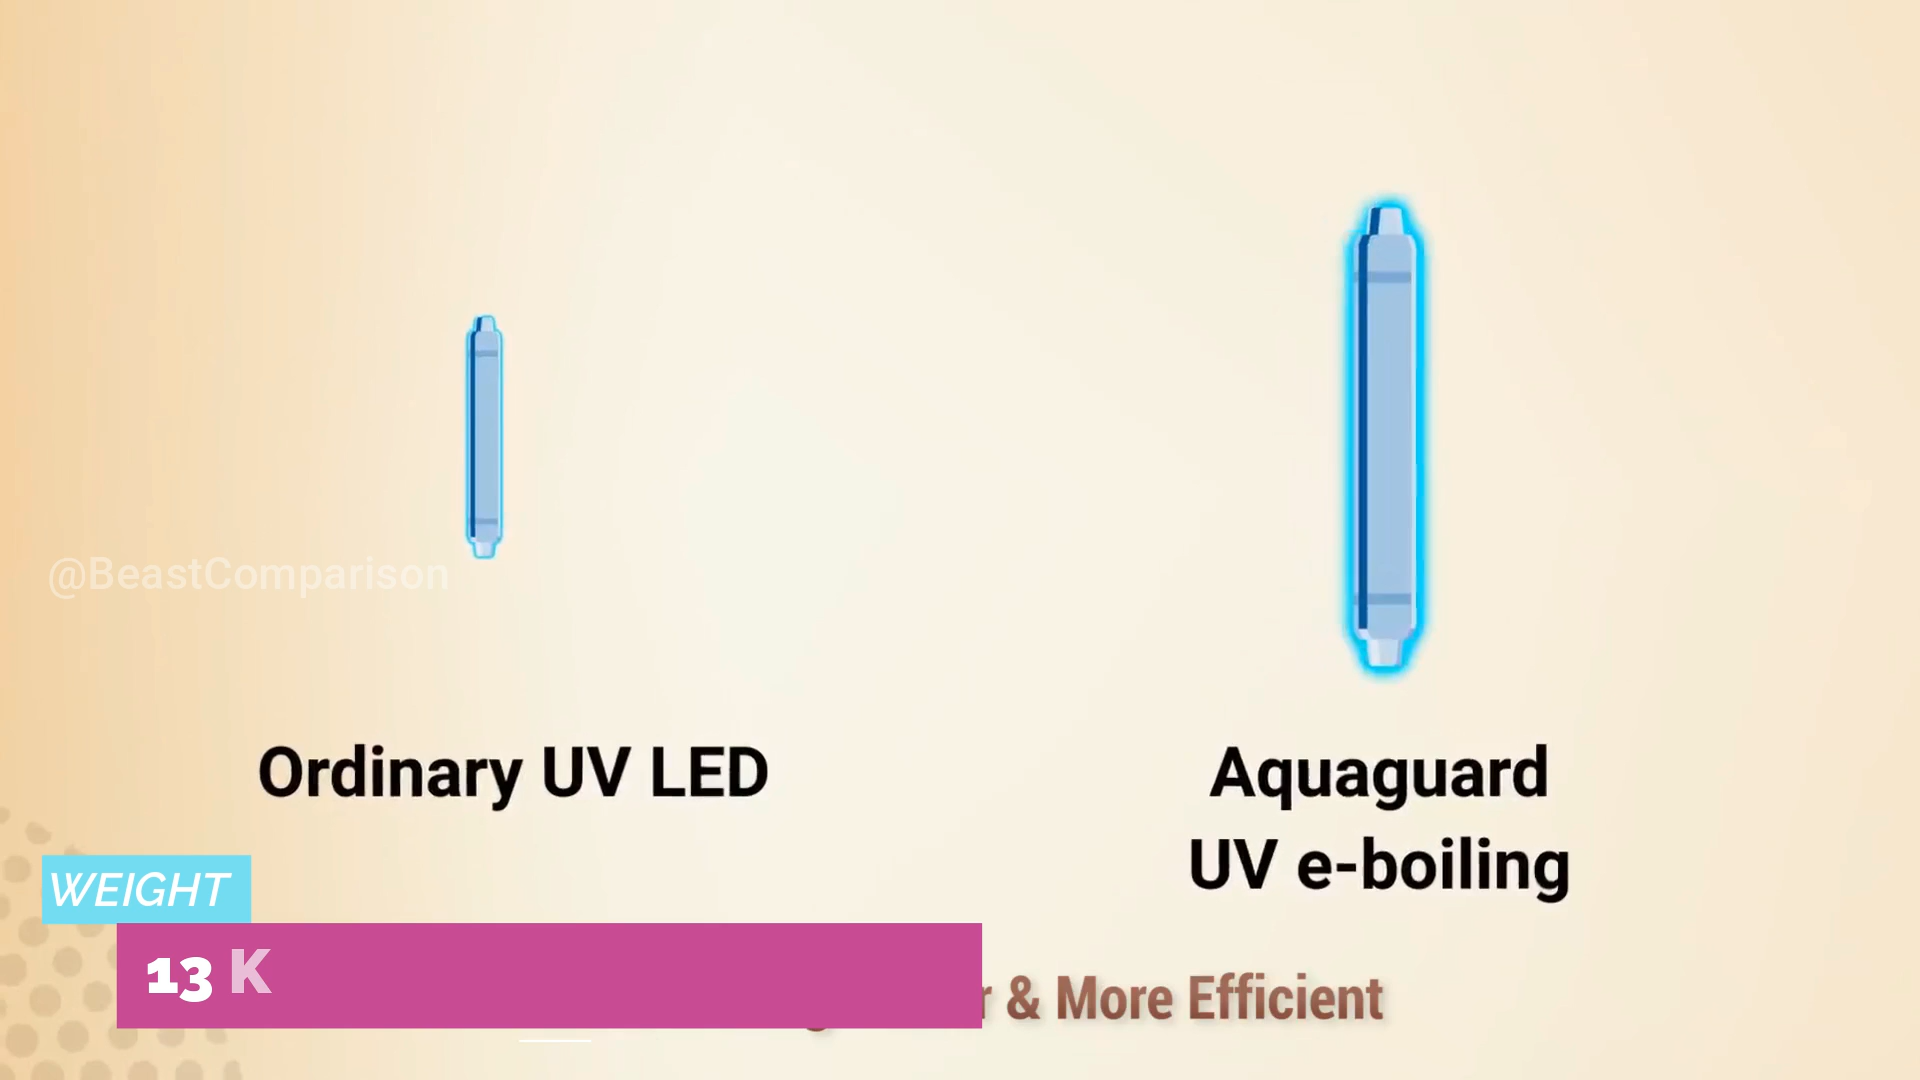 @BeastComparison
Ordinary UV LED
Aquaguard
UV e-boiling
WEIGHT
13 K
& More Efficient